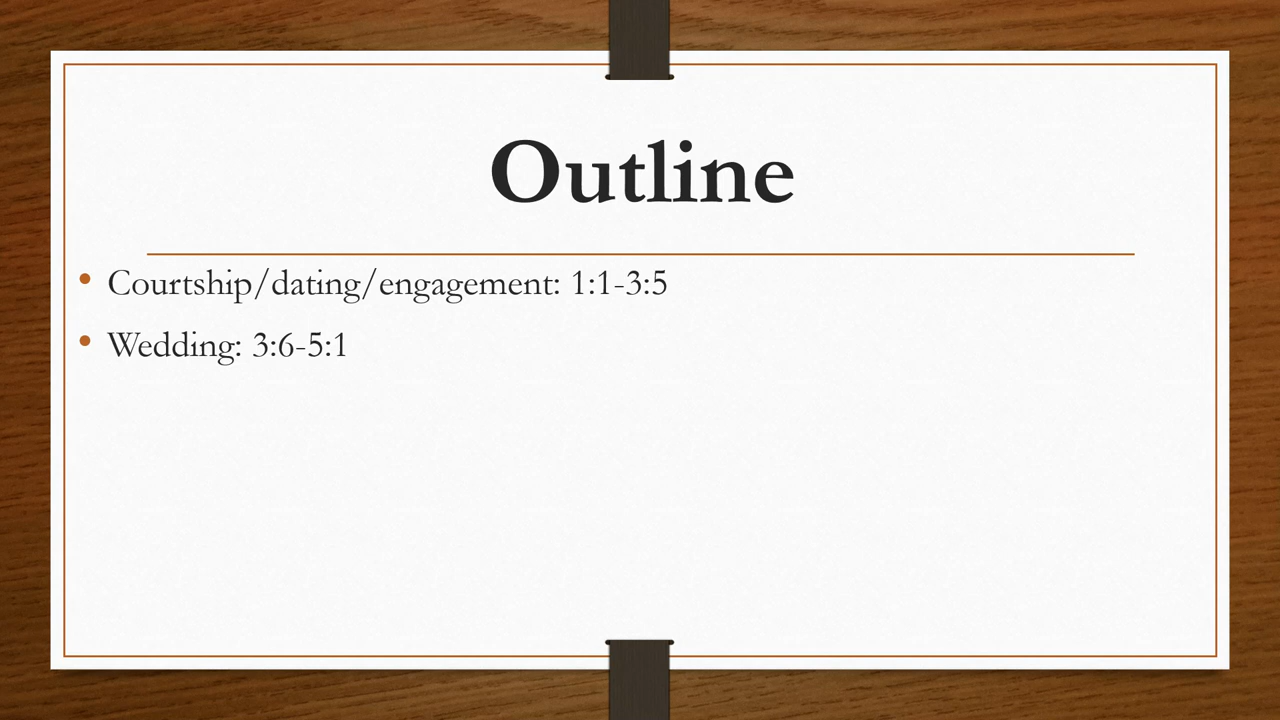 Outline
• Courtship/dating/engagement: 1:1-3:5
• Wedding: 3:6-5:1